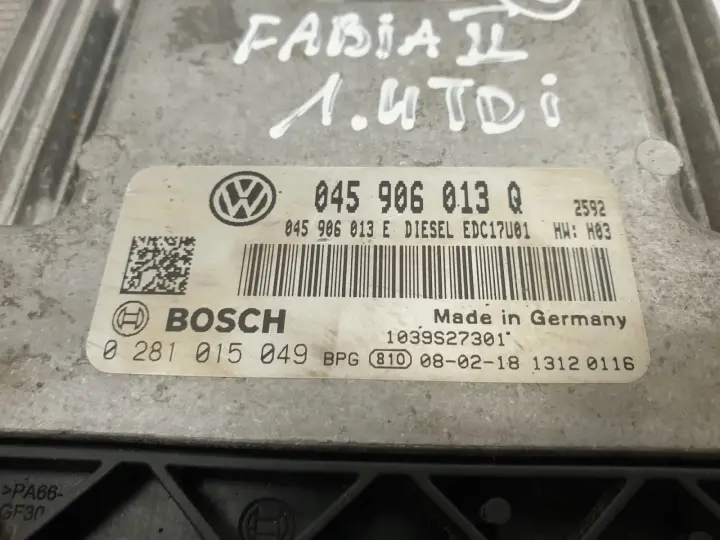 FABiA II
1.4TDi
045 906 013 Q 2592
045 906 013 E DIESEL EDC17U01 HW: H03
BOSCH
Made in Germany
1039S27301*
0 281 015 049 BPG 810 08-02-18 1312 0116
>PA66-
GF30